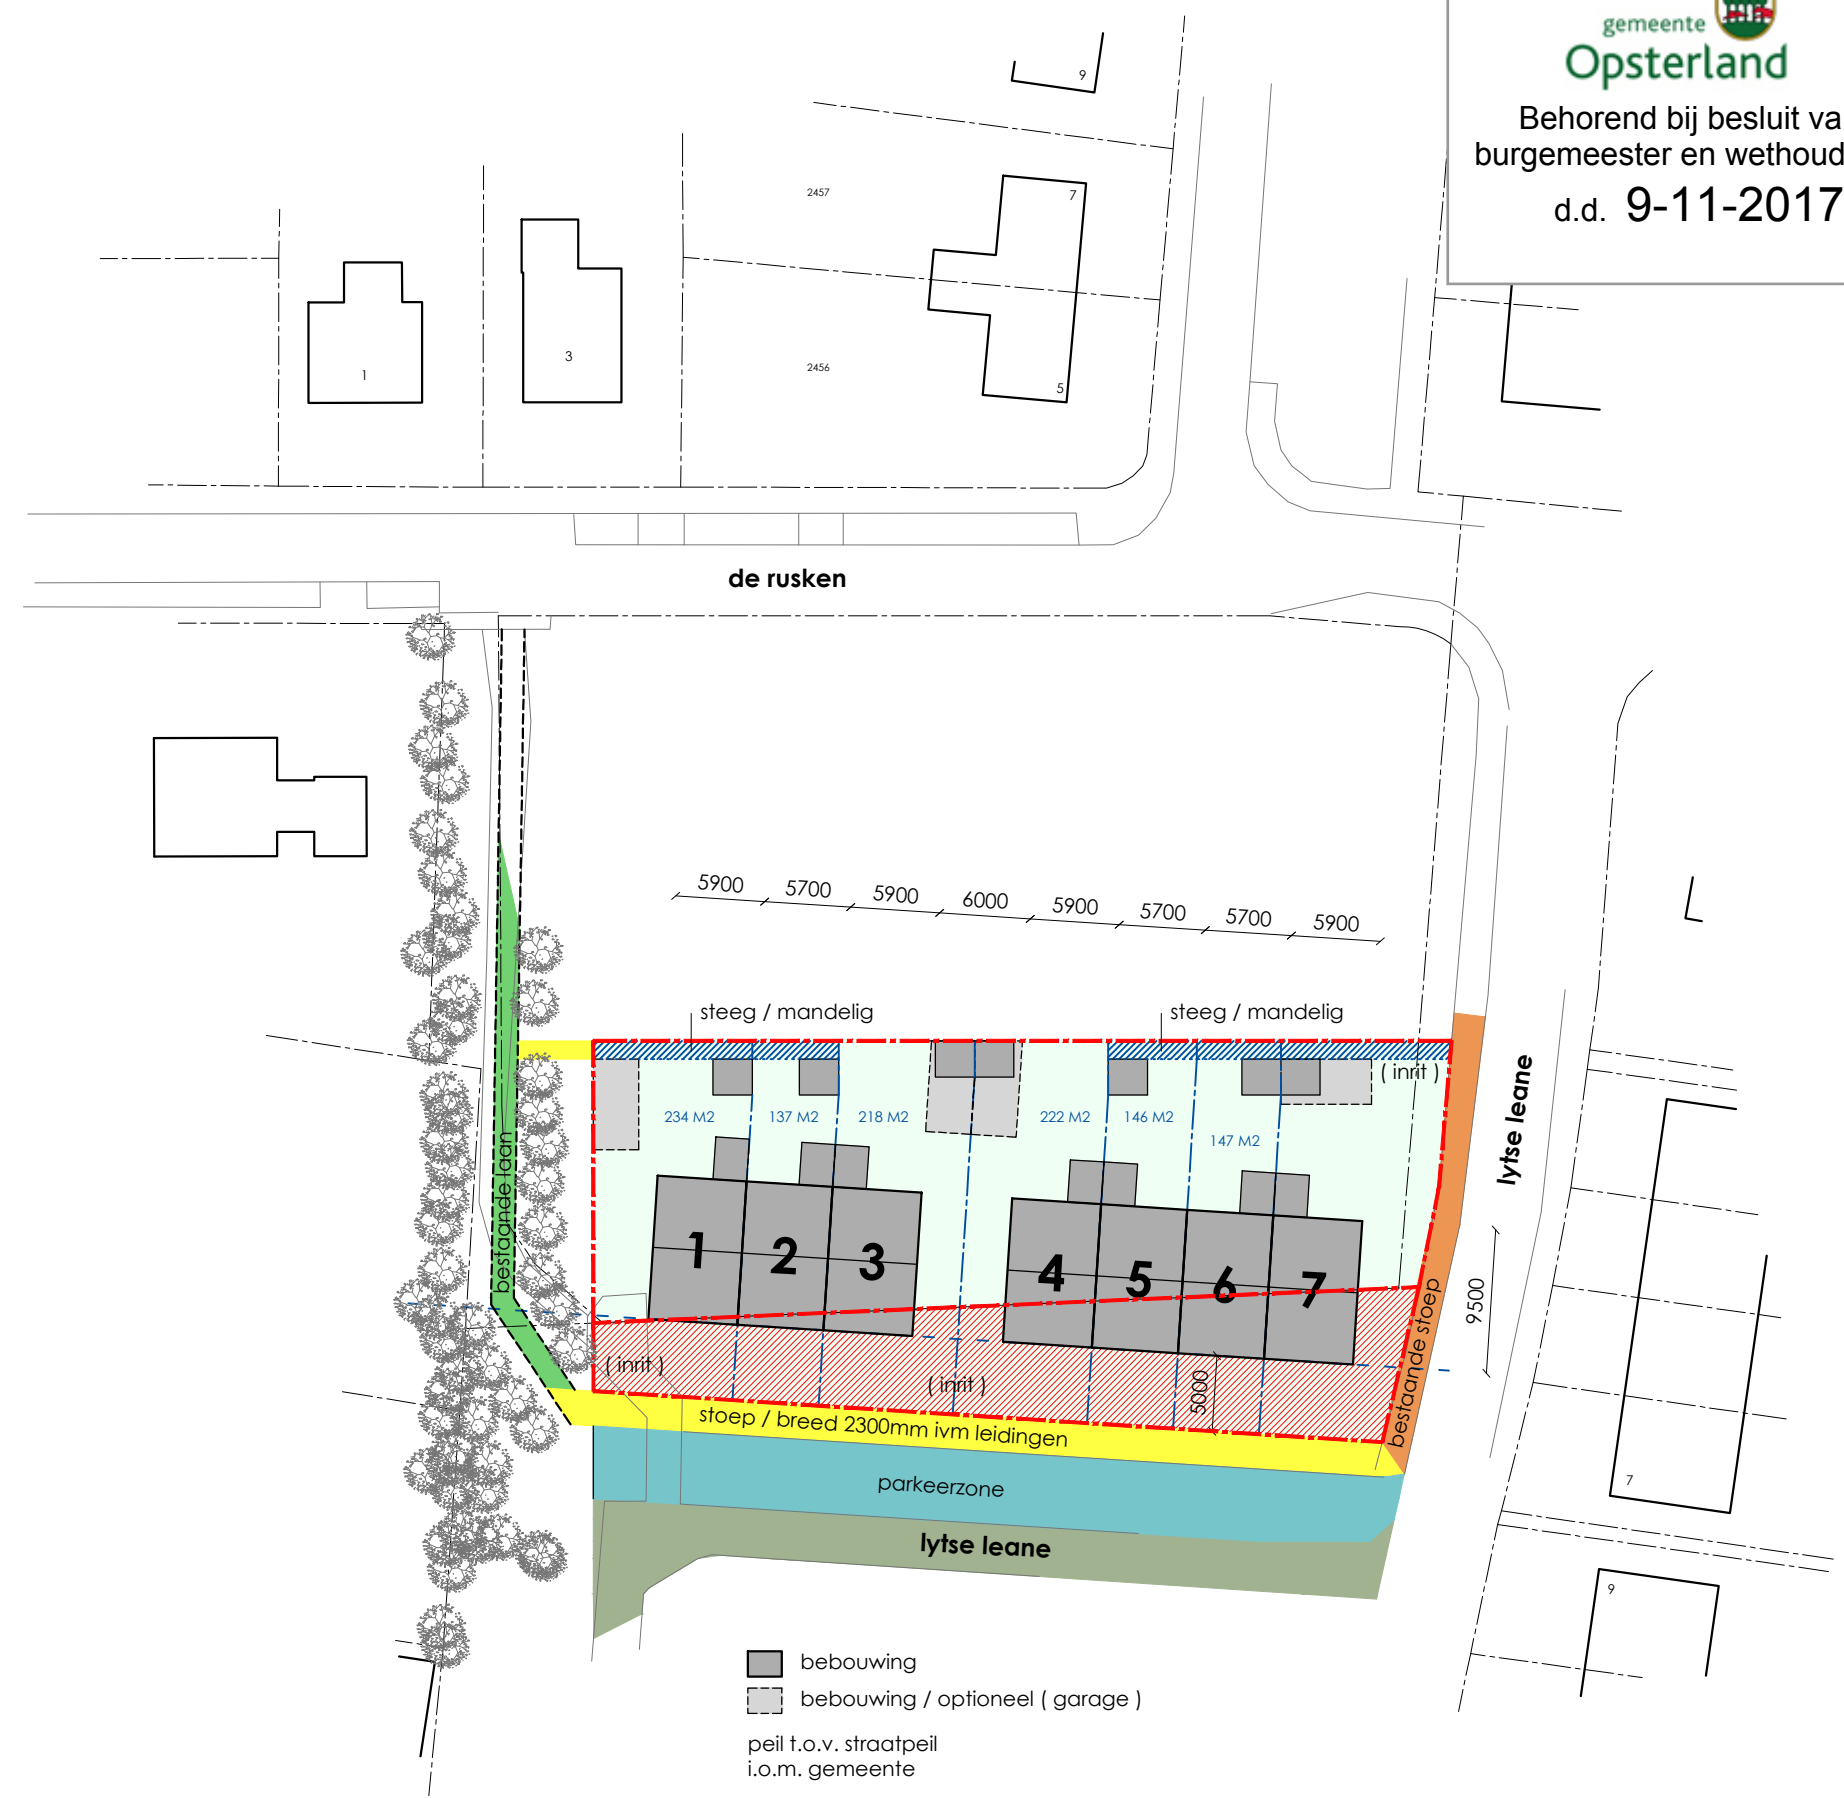 gemeente
Opsterland
Behorend bij besluit va
burgemeester en wethoud
d.d. 9-11-2017
9
2457
7
1
3
2456
5
de rusken
5900 5700 5900 6000 5900 5700 5700 5900
steeg / mandelig
steeg / mandelig
( inrit )
lytse leane
234 M2
137 M2
218 M2
222 M2
146 M2
147 M2
bestaande laan
1 2 3 4 5 6 7
9500
( inrit )
( inrit )
5000
bestaande stoep
stoep / breed 2300mm ivm leidingen
parkeerzone
lytse leane
7
9
bebouwing
bebouwing / optioneel ( garage )
peil t.o.v. straatpeil
i.o.m. gemeente